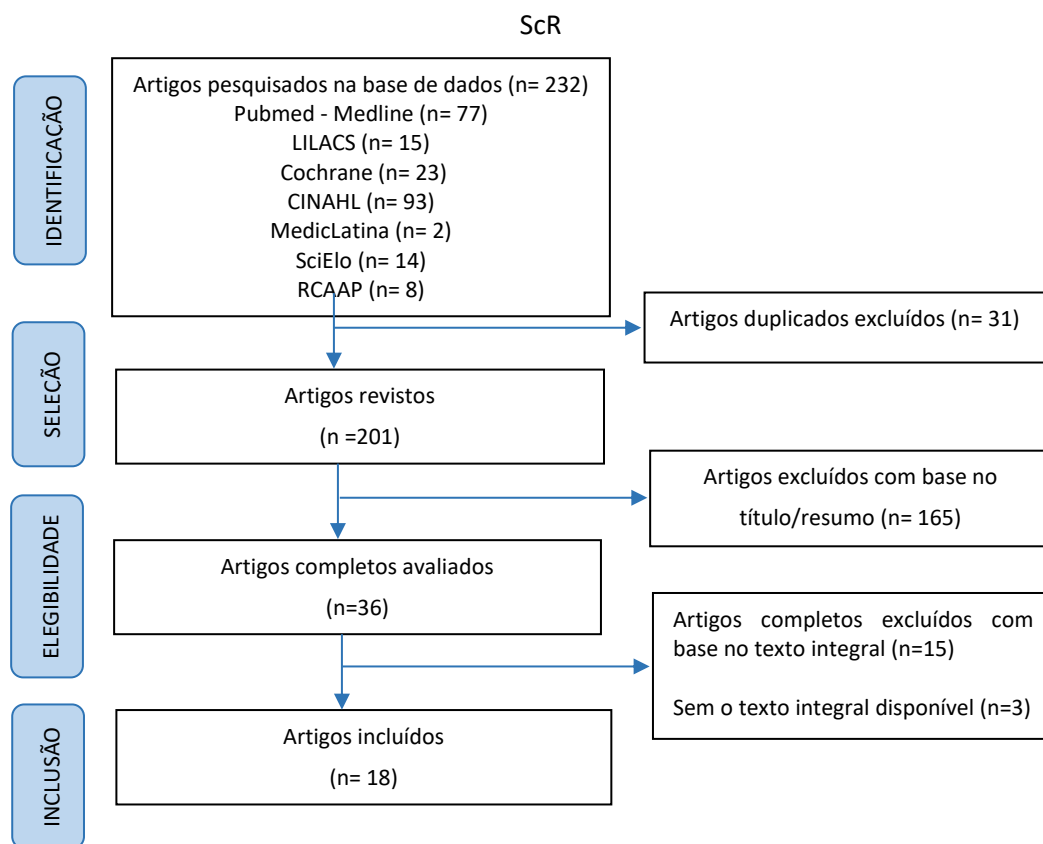 ScR
IDENTIFICAÇÃO
Artigos pesquisados na base de dados (n= 232)
Pubmed - Medline (n= 77)
LILACS (n= 15)
Cochrane (n= 23)
CINAHL (n= 93)
MedicLatina (n= 2)
SciElo (n= 14)
RCAAP (n= 8)
Artigos duplicados excluídos (n= 31)
SELEÇÃO
Artigos revistos
(n =201)
Artigos excluídos com base no
título/resumo (n= 165)
ELEGIBILIDADE
Artigos completos avaliados
(n=36)
Artigos completos excluídos com
base no texto integral (n=15)
Sem o texto integral disponível (n=3)
INCLUSÃO
Artigos incluídos
(n= 18)